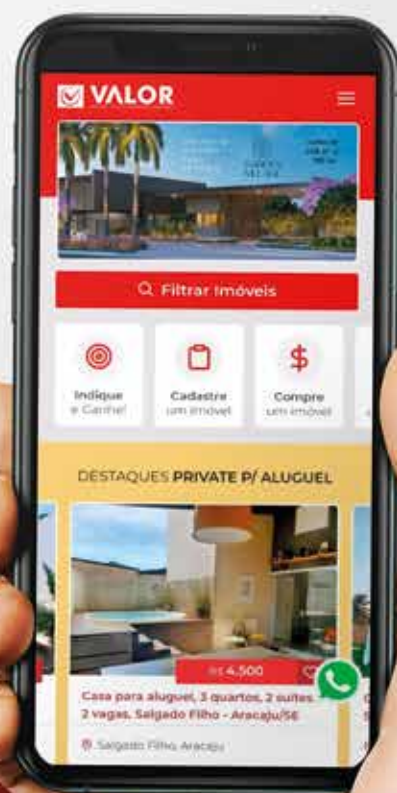 VALOR
Filtrar Imóveis
Indique
e Ganhe!
Cadastre
um imóvel
Compre
um imóvel
DESTAQUES PRIVATE P/ ALUGUEL
R$ 4.500
Casa para aluguel, 3 quartos, 2 suítes
2 vagas, Salgado Filho - Aracaju/SE
Salgado Filho, Aracaju